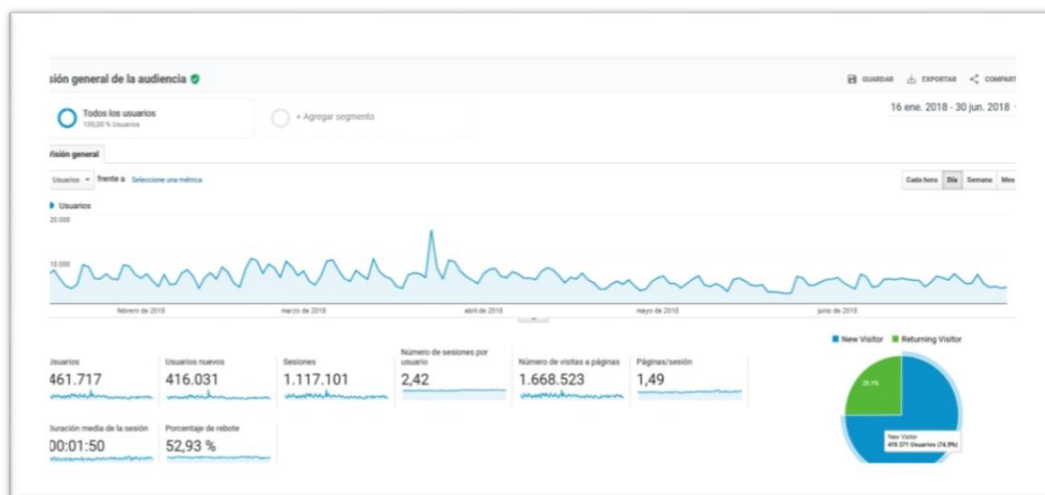 sión general de la audiencia
GUARDAR EXPORTAR COMPART
Todos los usuarios
100,00 % Usuarios
+ Agregar segmento
16 ene. 2018 - 30 jun. 2018
Visión general
Usuarios frente a Seleccione una métrica
Cada hora Día Semana Mes
Usuarios
20.000
10.000
febrero de 2018 marzo de 2018 abril de 2018 mayo de 2018 junio de 2018
New Visitor Returning Visitor
Usuarios
461.717
Usuarios nuevos
416.031
Sesiones
1.117.101
Número de sesiones por
usuario
2,42
Número de visitas a páginas
1.668.523
Páginas/sesión
1,49
Duración media de la sesión
00:01:50
Porcentaje de rebote
52,93 %
New Visitor